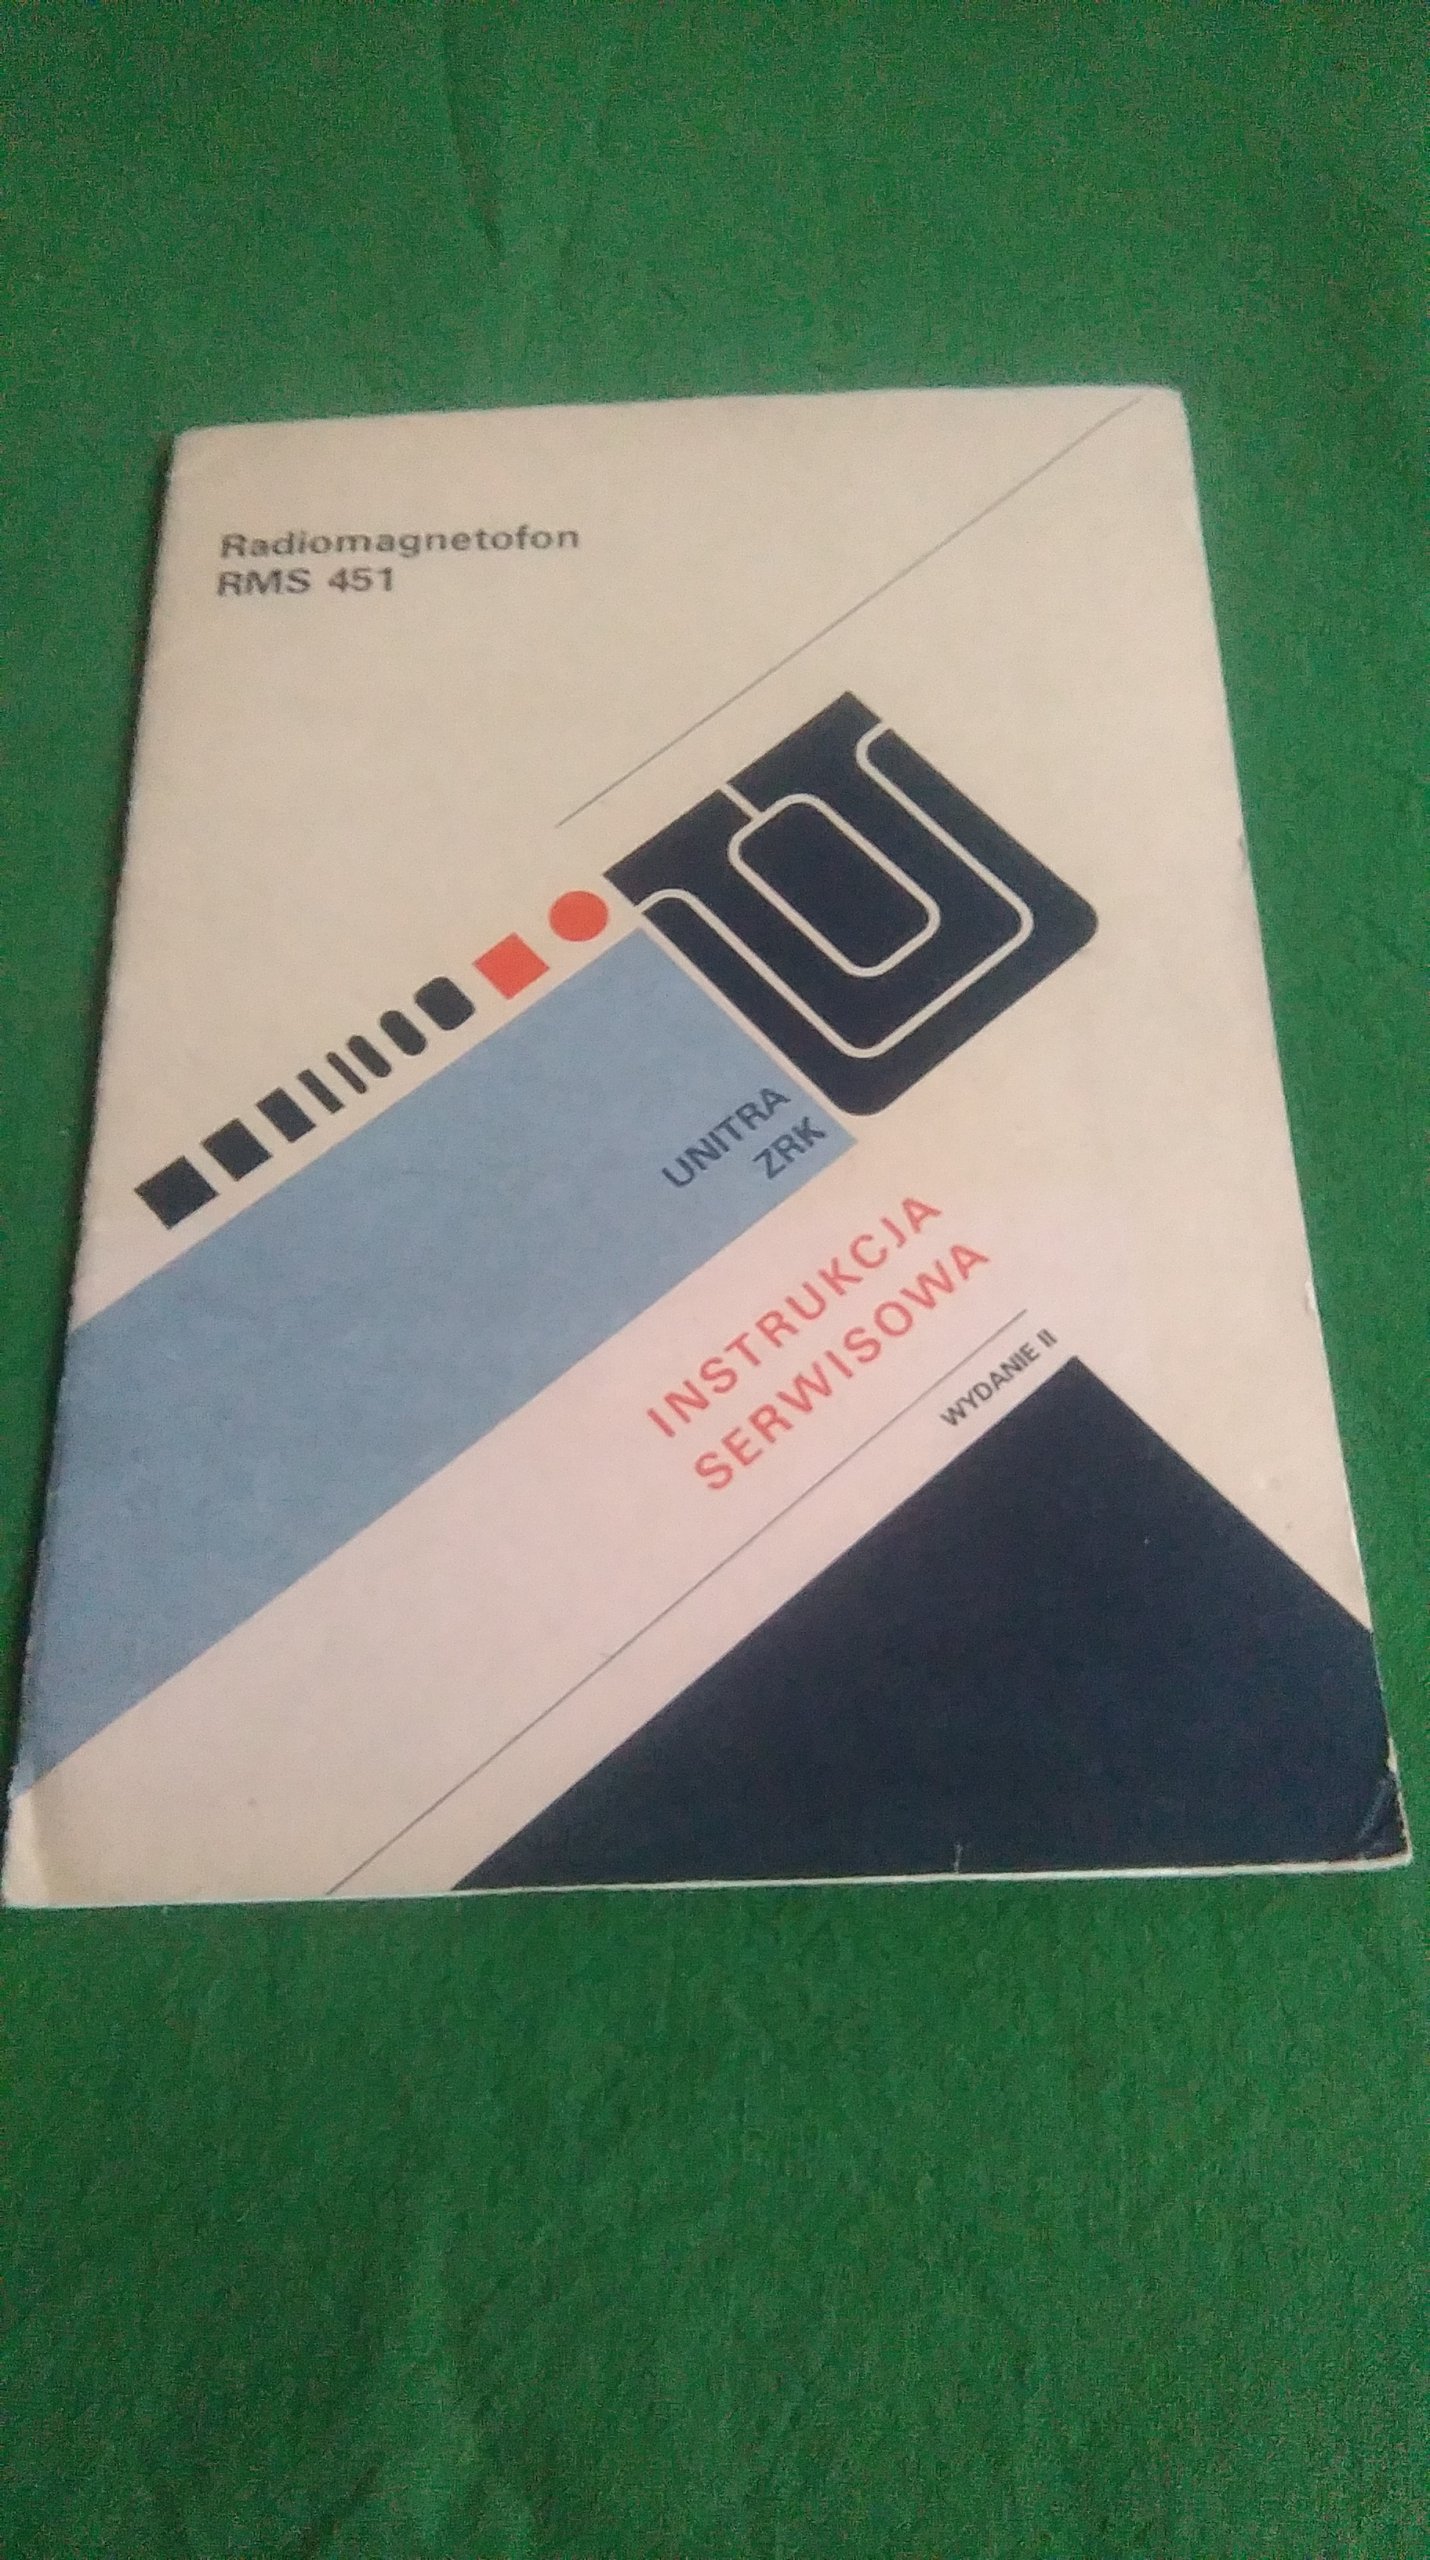 Radiomagnetofon
RMS 451
UNITRA
ZRK
INSTRUKCJA
SERWISOWA
WYDANIE II